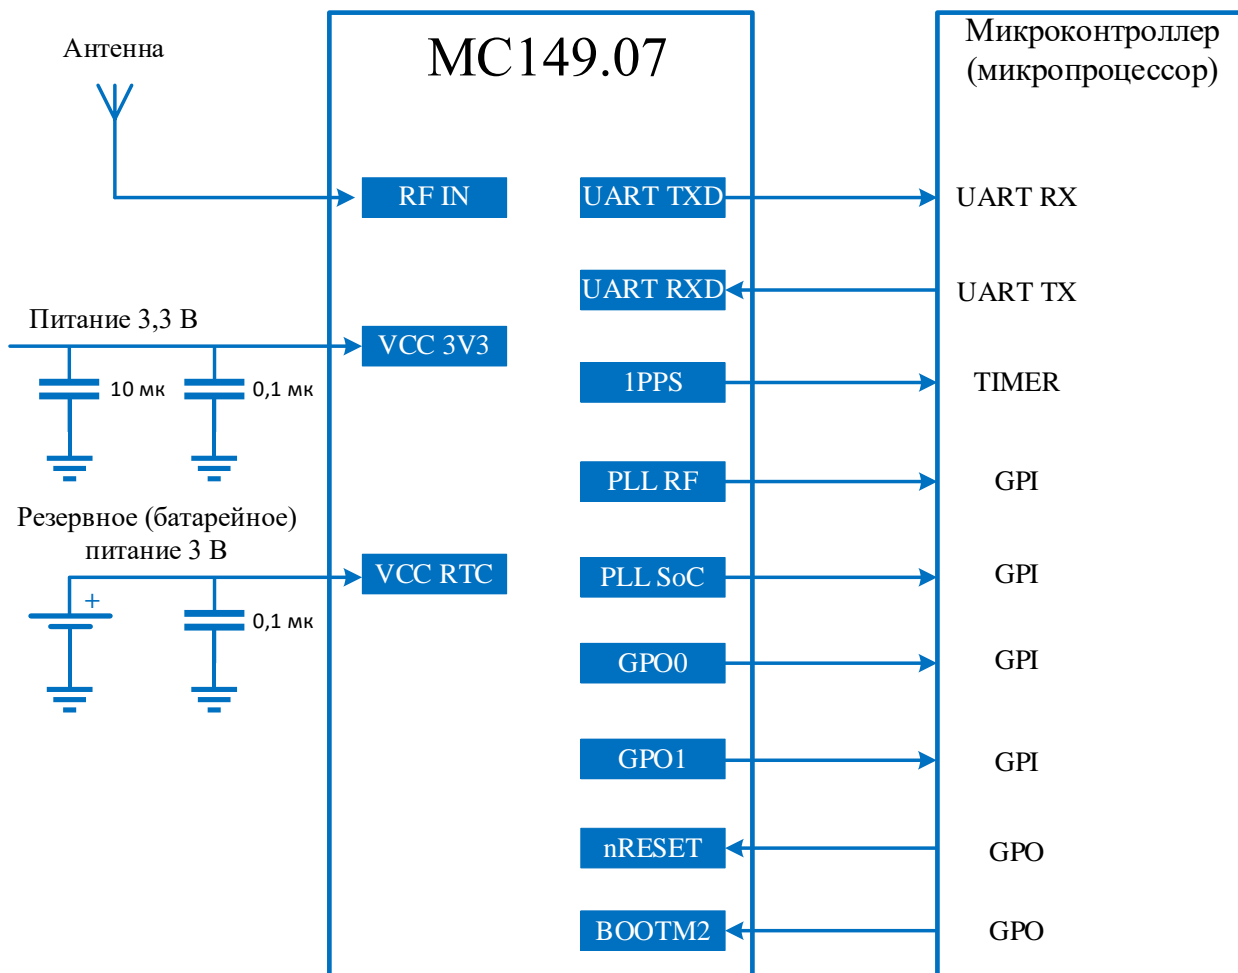 Антенна
МС149.07
Микроконтроллер
(микропроцессор)
RF IN
UART TXD
UART RX
UART RXD
UART TX
Питание 3,3 В
VCC 3V3
10 мк
0,1 мк
1PPS
TIMER
PLL RF
GPI
Резервное (батарейное)
питание 3 В
VCC RTC
PLL SoC
GPI
+
0,1 мк
GPO0
GPI
GPO1
GPI
nRESET
GPO
BOOTM2
GPO